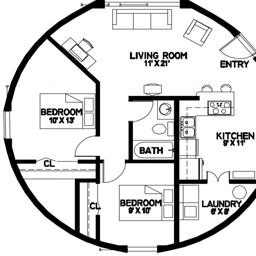 LIVING ROOM
11' X 21'
ENTRY
BEDROOM
10' X 13'
KITCHEN
9' X 11'
BATH
CL
CL
BEDROOM
9' X 10'
LAUNDRY
6' X 8'